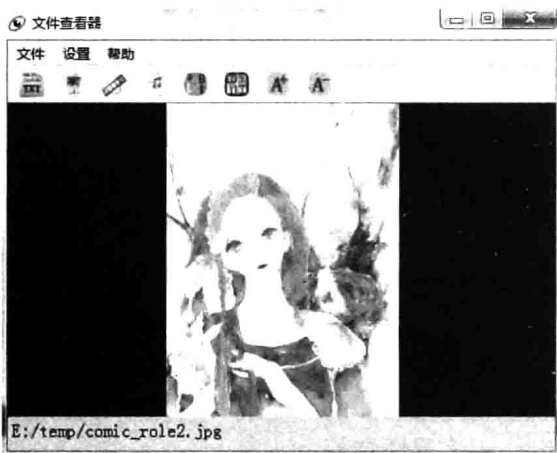 文件查看器
文件 设置 帮助
TXT A+ A-
E:/temp/comic_role2.jpg